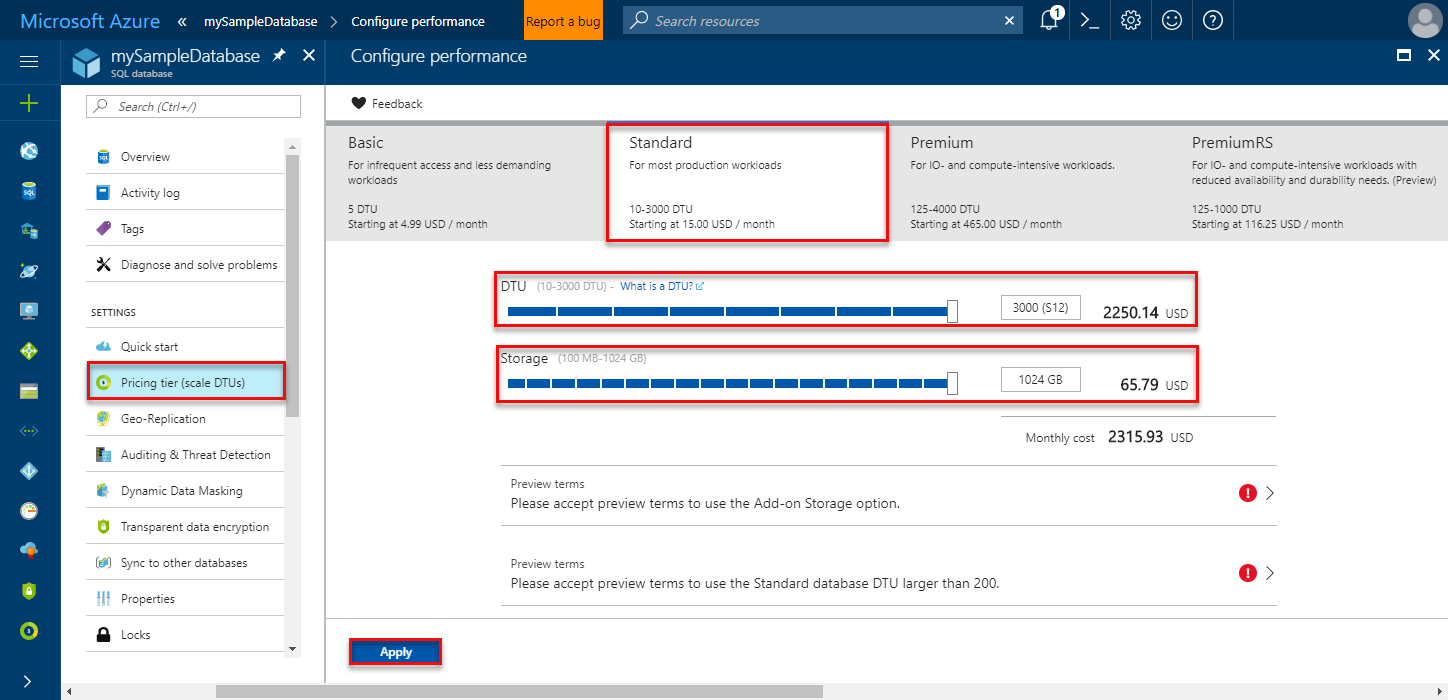 Microsoft Azure « mySampleDatabase > Configure performance Report a bug Search resources 1
mySampleDatabase
SQL database
Configure performance
Search (Ctrl+/)
Overview
Activity log
Tags
Diagnose and solve problems
SETTINGS
Quick start
Pricing tier (scale DTUs)
Geo-Replication
Auditing & Threat Detection
Dynamic Data Masking
Transparent data encryption
Sync to other databases
Properties
Locks
Feedback
Basic
For infrequent access and less demanding
workloads
5 DTU
Starting at 4.99 USD / month
Standard
For most production workloads
10-3000 DTU
Starting at 15.00 USD / month
Premium
For IO- and compute-intensive workloads.
125-4000 DTU
Starting at 465.00 USD / month
PremiumRS
For IO- and compute-intensive workloads with
reduced availability and durability needs. (Preview)
125-1000 DTU
Starting at 116.25 USD / month
DTU (10-3000 DTU) - What is a DTU?
3000 (S12) 2250.14 USD
Storage (100 MB-1024 GB)
1024 GB 65.79 USD
Monthly cost 2315.93 USD
Preview terms
Please accept preview terms to use the Add-on Storage option.
Preview terms
Please accept preview terms to use the Standard database DTU larger than 200.
Apply